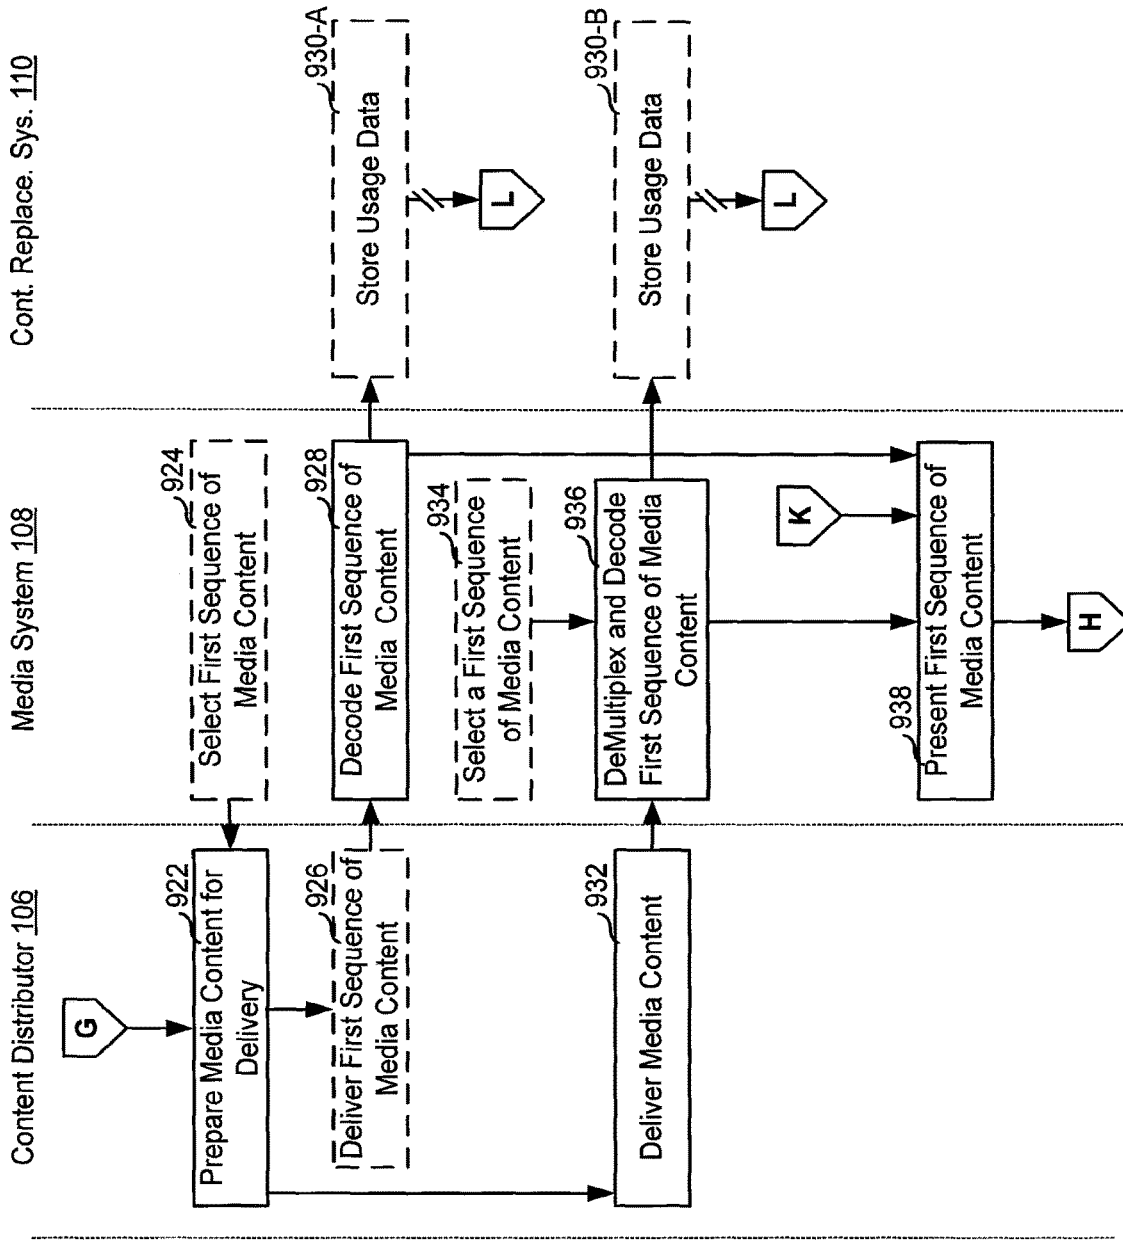 Content Distributor 106
Media System 108
Cont. Replace. Sys. 110
G
922
Prepare Media Content for
Delivery
924
Select First Sequence of
Media Content
926
Deliver First Sequence of
Media Content
928
Decode First Sequence of
Media Content
930-A
Store Usage Data
L
934
Select a First Sequence
of Media Content
932
Deliver Media Content
936
DeMultiplex and Decode
First Sequence of Media
Content
930-B
Store Usage Data
L
K
938
Present First Sequence of
Media Content
H